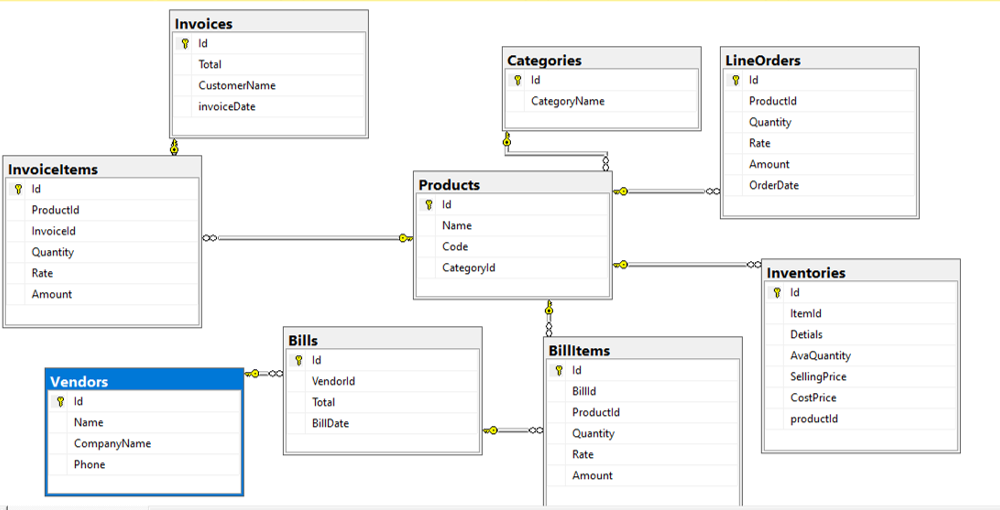 Invoices
Id
Total
CustomerName
invoiceDate
Categories
Id
CategoryName
LineOrders
Id
ProductId
Quantity
Rate
Amount
OrderDate
InvoiceItems
Id
ProductId
InvoiceId
Quantity
Rate
Amount
Products
Id
Name
Code
CategoryId
Inventories
Id
ItemId
Detials
AvaQuantity
SellingPrice
CostPrice
productId
Bills
Id
VendorId
Total
BillDate
BillItems
Id
BillId
ProductId
Quantity
Rate
Amount
Vendors
Id
Name
CompanyName
Phone